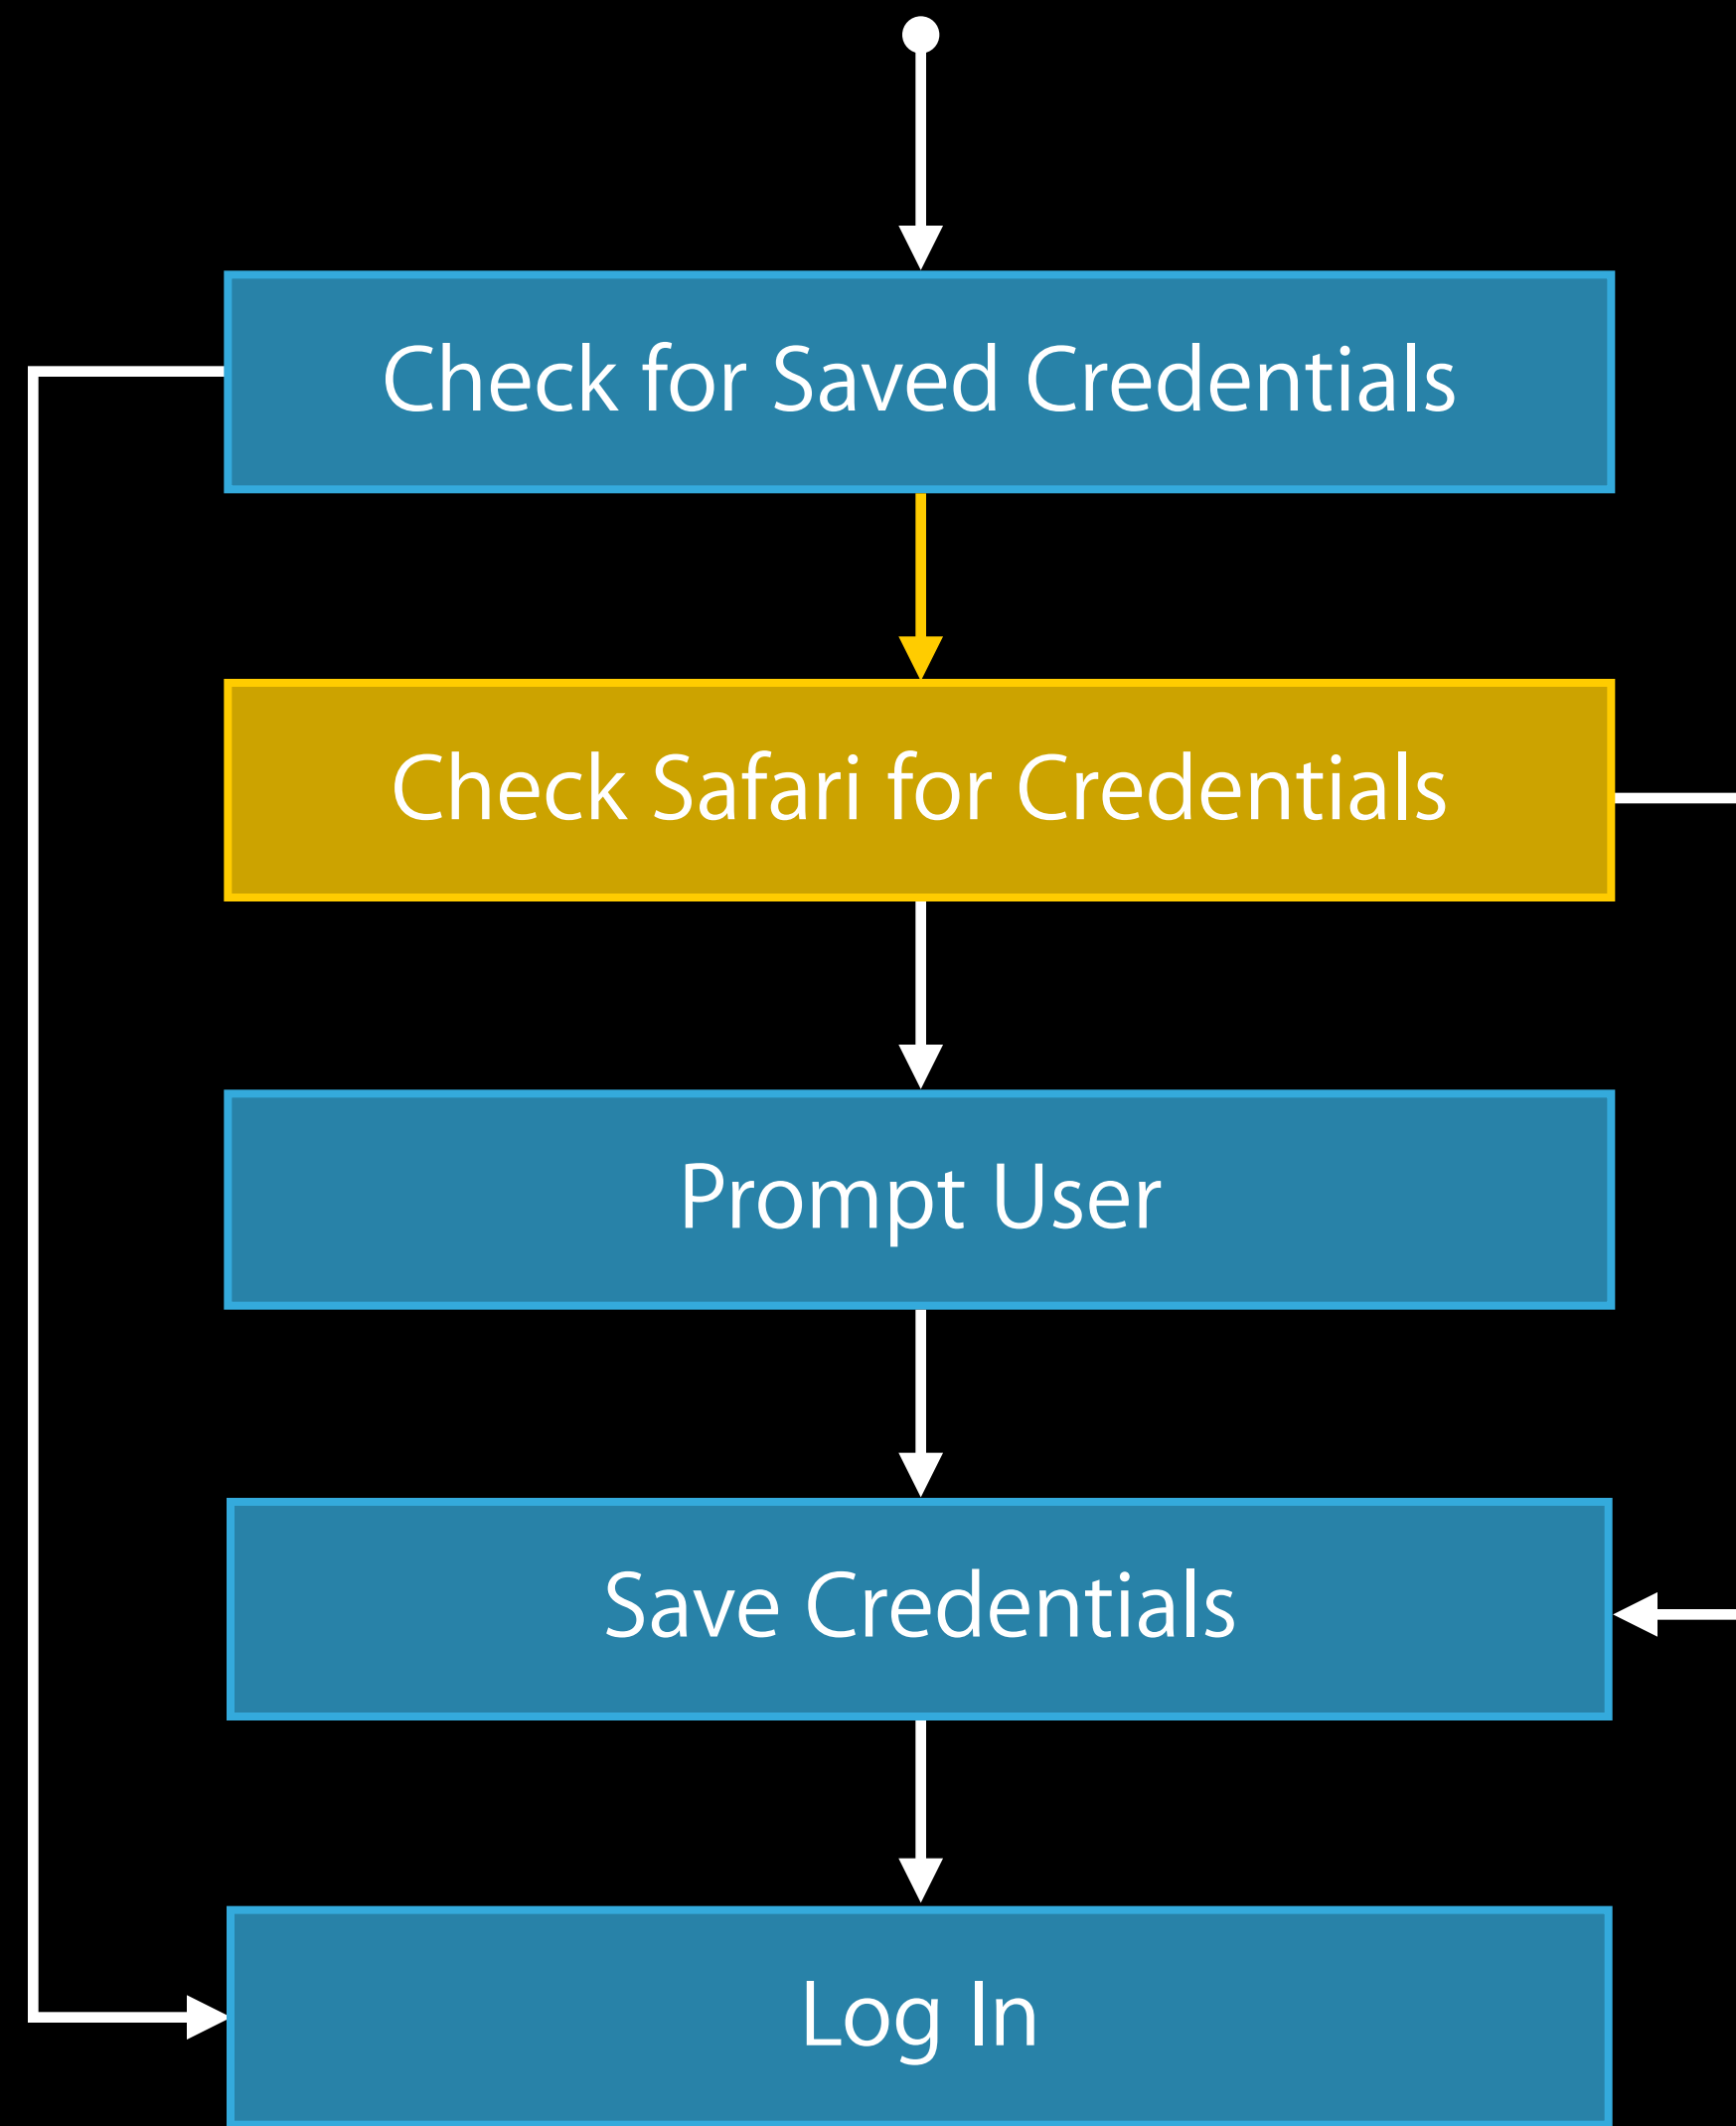 Check for Saved Credentials
Check Safari for Credentials
Prompt User
Save Credentials
Log In